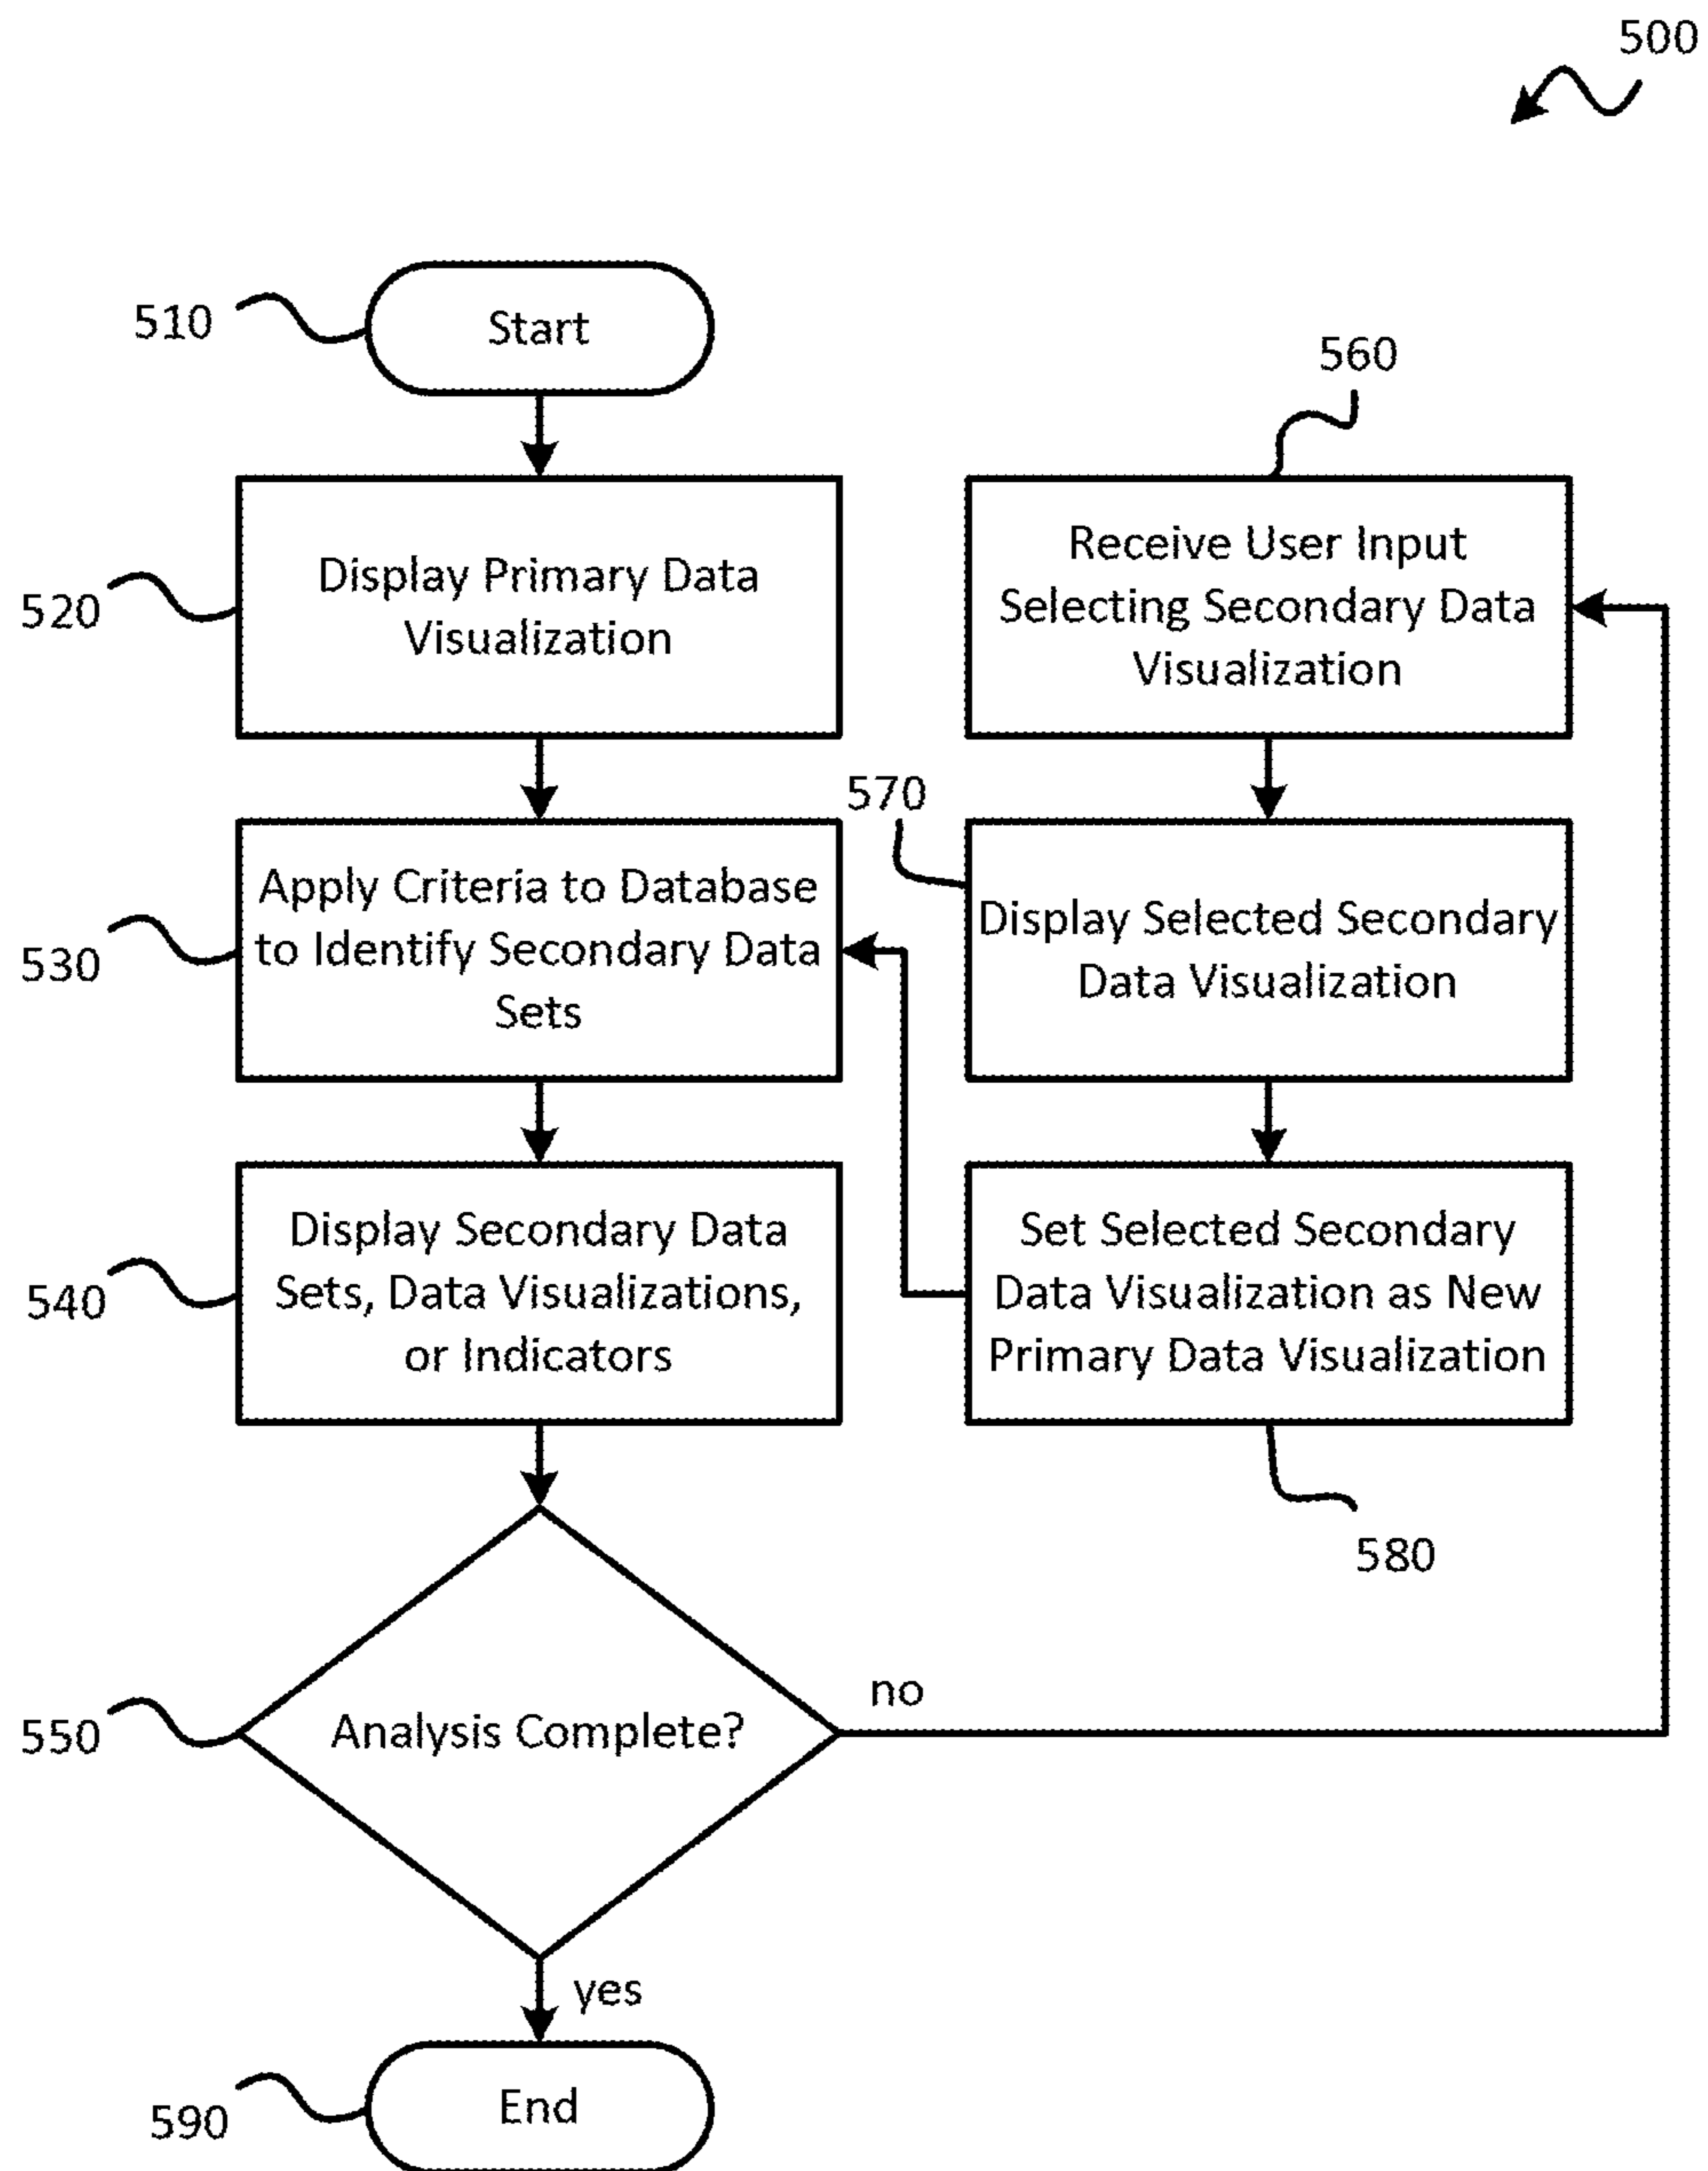 500
510
Start
560
520
Display Primary Data
Visualization
Receive User Input
Selecting Secondary Data
Visualization
570
530
Apply Criteria to Database
to Identify Secondary Data
Sets
Display Selected Secondary
Data Visualization
540
Display Secondary Data
Sets, Data Visualizations,
or Indicators
Set Selected Secondary
Data Visualization as New
Primary Data Visualization
580
550
Analysis Complete?
no
yes
590
End